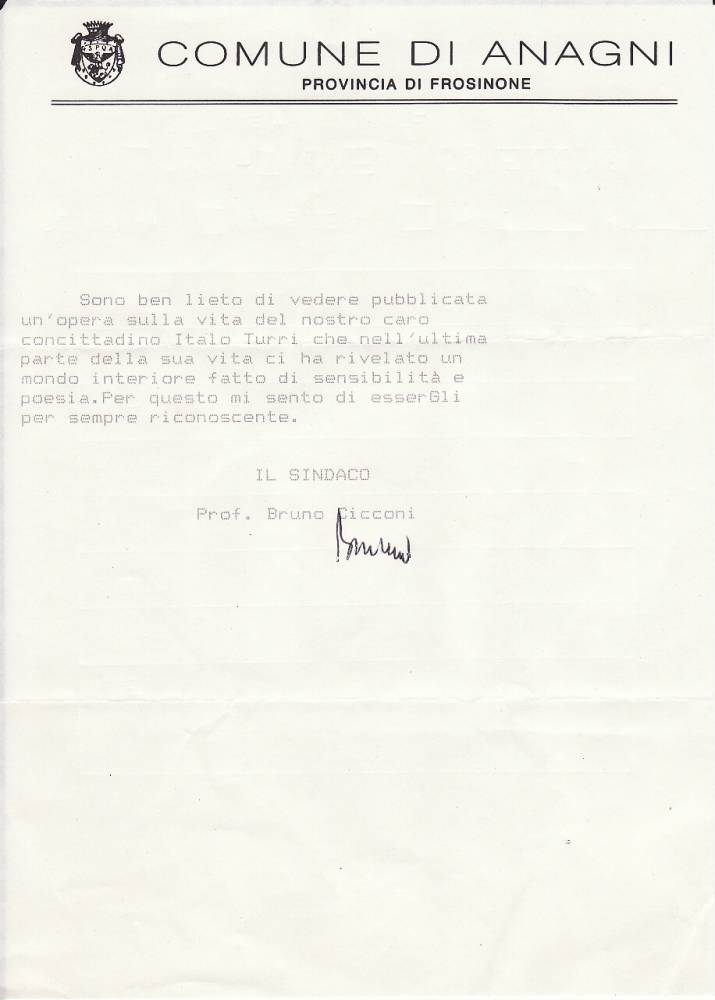 SPQA
COMUNE DI ANAGNI
PROVINCIA DI FROSINONE
Sono ben lieto di vedere pubblicata
un'opera sulla vita del nostro caro
concittadino Italo Turri che nell'ultima
parte della sua vita ci ha rivelato un
mondo interiore fatto di sensibilità e
poesia.Per questo mi sento di esserGli
per sempre riconoscente.
IL SINDACO
Prof. Bruno Cicconi